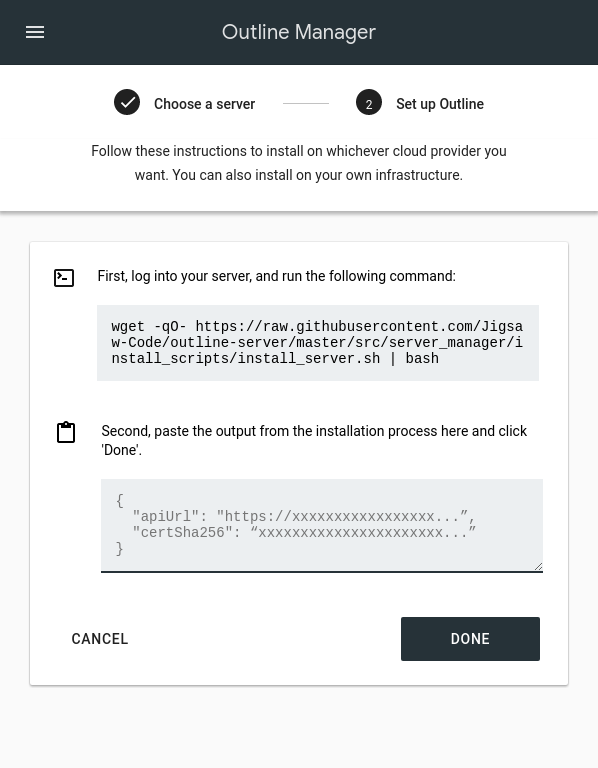 Outline Manager
Choose a server
2
Set up Outline
Follow these instructions to install on whichever cloud provider you
want. You can also install on your own infrastructure.
First, log into your server, and run the following command:
wget -qO- https://raw.githubusercontent.com/Jigsa
w-Code/outline-server/master/src/server_manager/i
nstall_scripts/install_server.sh | bash
Second, paste the output from the installation process here and click
'Done'.
{
"apiUrl": "https://xxxxxxxxxxxxxxxxx...”,
"certSha256": “xxxxxxxxxxxxxxxxxxxxxx...”
}
CANCEL
DONE